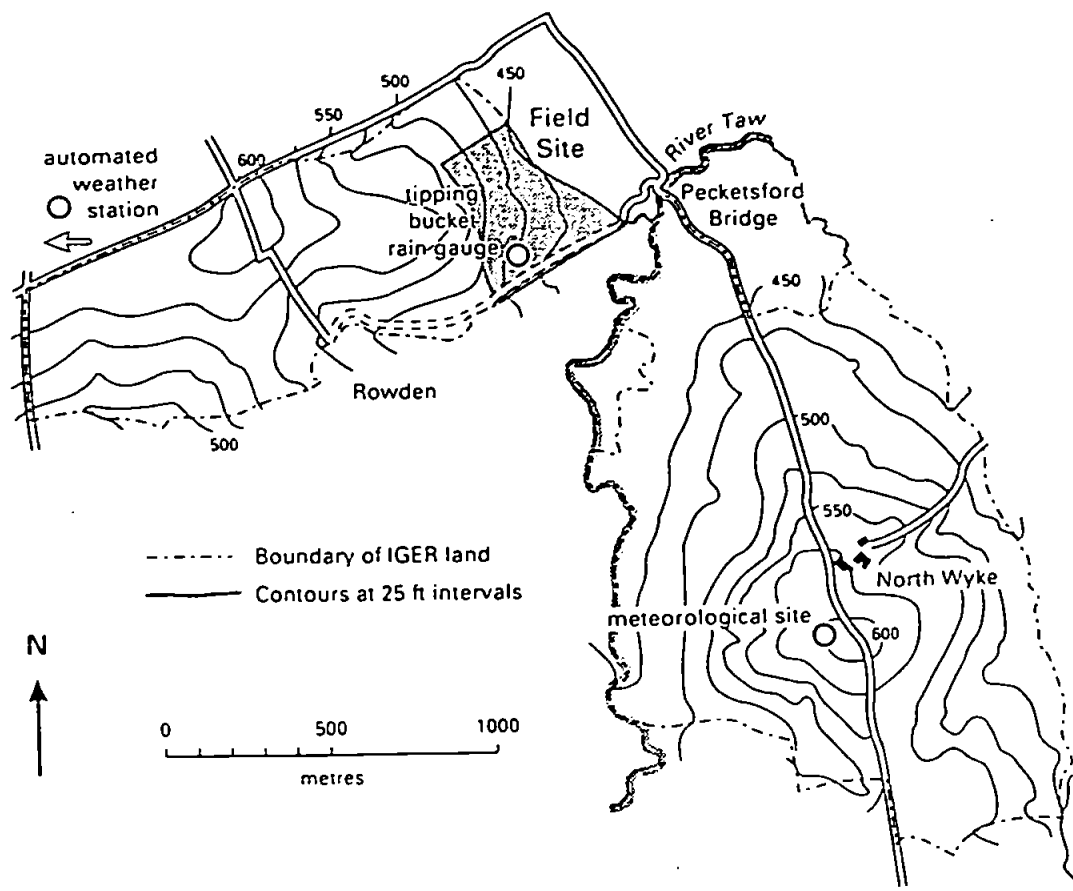 450
500
Field
Site
550
River Taw
automated
weather
station
600
tipping
bucket
rain gauge
Pecketsford
Bridge
450
Rowden
500
500
550
Boundary of IGER land
Contours at 25 ft intervals
North Wyke
meteorological site
600
N
0 500 1000
metres